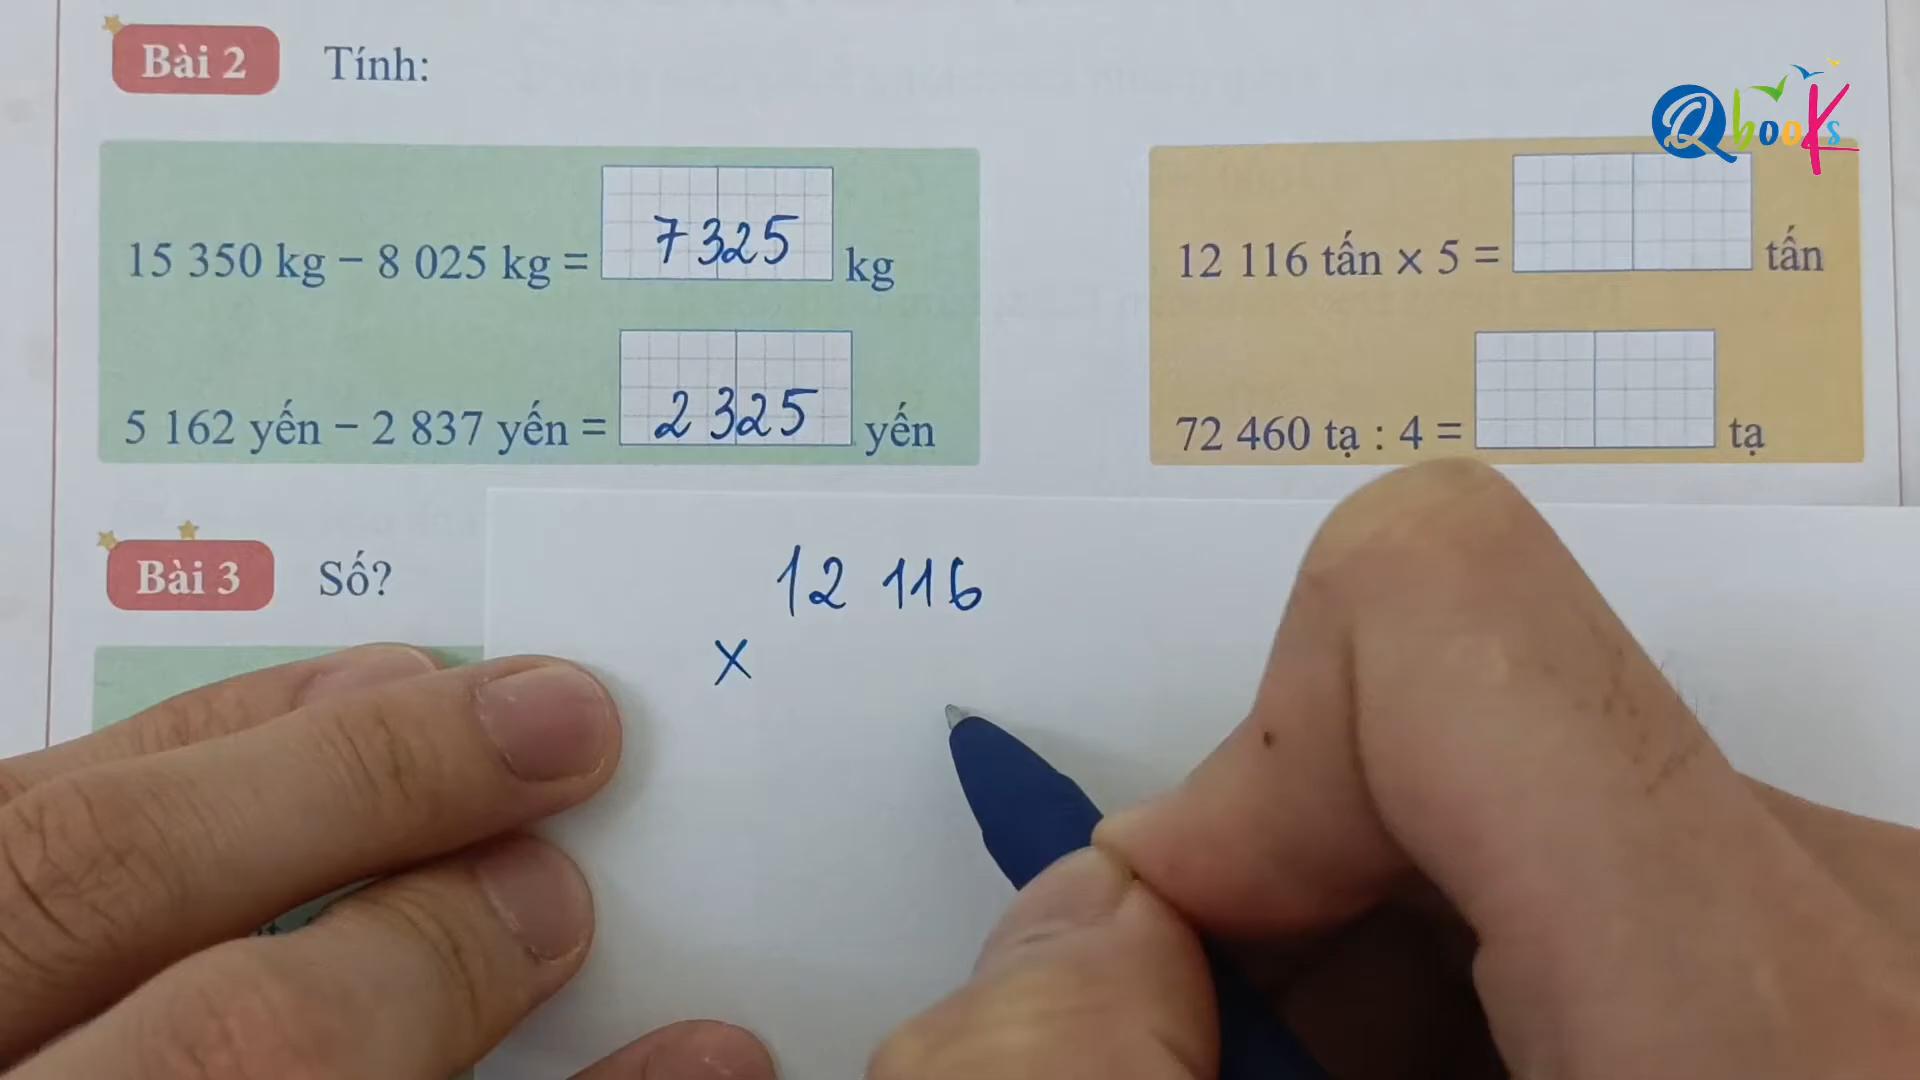 Bài 2 Tính:
Qbooks
15 350 kg − 8 025 kg = 7325 kg
12 116 tấn × 5 = tấn
5 162 yến − 2 837 yến = 2325 yến
72 460 tạ : 4 = tạ
Bài 3 Số?
12 116
×